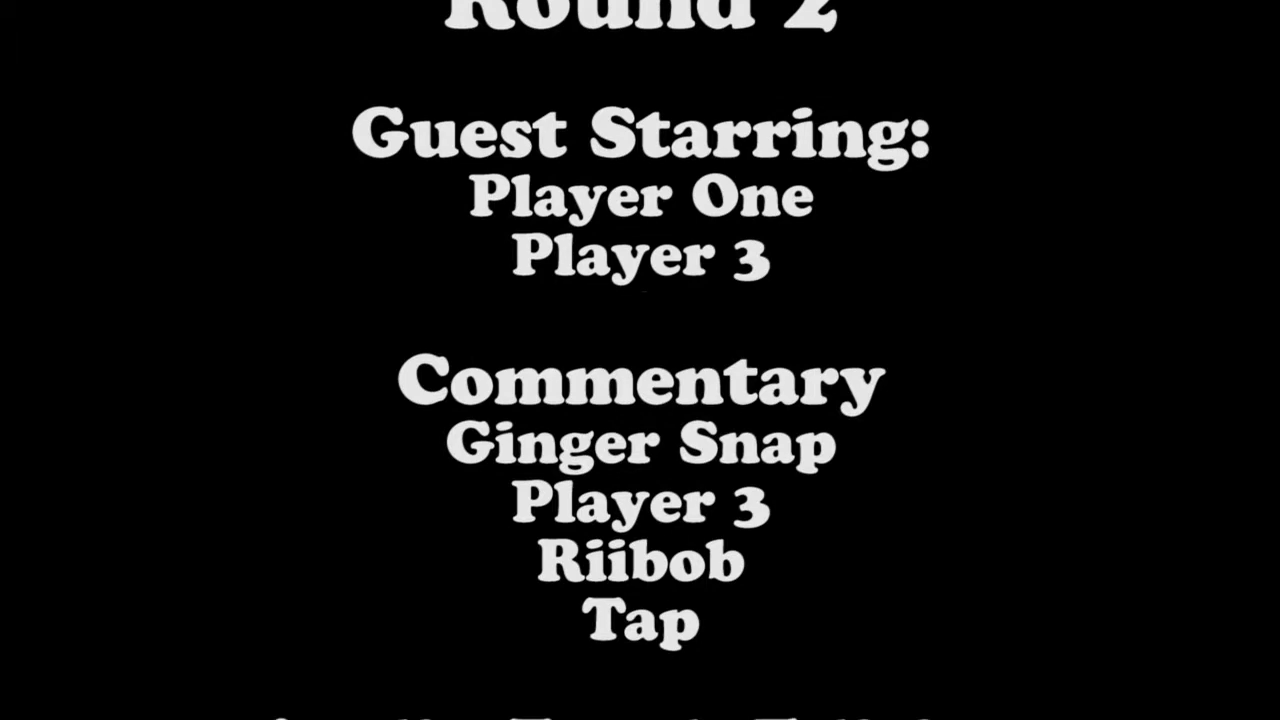 Round 2
Guest Starring:
Player One
Player 3
Commentary
Ginger Snap
Player 3
Riibob
Tap